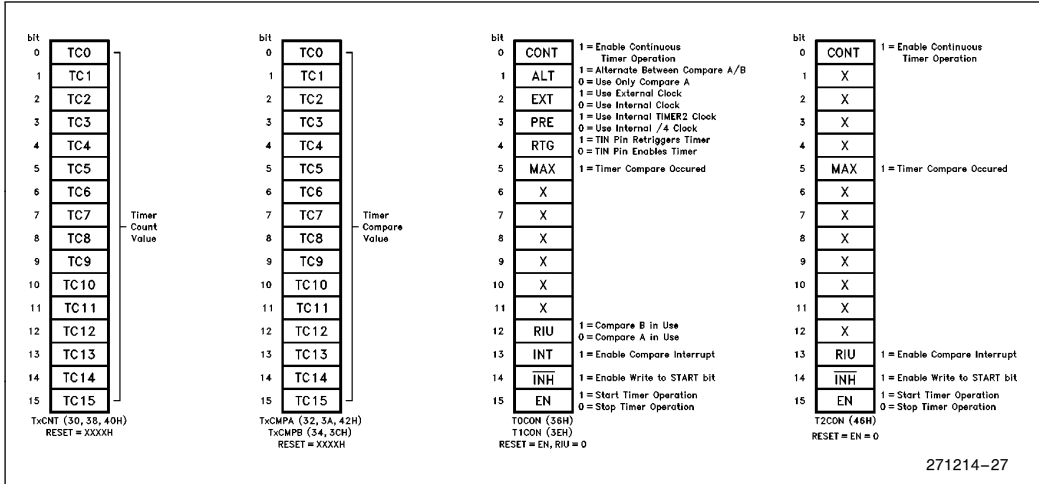 bit
0 TC0
1 TC1
2 TC2
3 TC3
4 TC4
5 TC5
6 TC6
7 TC7
8 TC8
9 TC9
10 TC10
11 TC11
12 TC12
13 TC13
14 TC14
15 TC15
Timer
Count
Value
TxCNT (30, 38, 40H)
RESET = XXXXH
bit
0 TC0
1 TC1
2 TC2
3 TC3
4 TC4
5 TC5
6 TC6
7 TC7
8 TC8
9 TC9
10 TC10
11 TC11
12 TC12
13 TC13
14 TC14
15 TC15
Timer
Compare
Value
TxCMPA (32, 3A, 42H)
TxCMPB (34, 3CH)
RESET = XXXXH
bit
0 CONT 1 = Enable Continuous
Timer Operation
1 ALT 1 = Alternate Between Compare A/B
0 = Use Only Compare A
2 EXT 1 = Use External Clock
0 = Use Internal Clock
3 PRE 1 = Use Internal TIMER2 Clock
0 = Use Internal /4 Clock
4 RTG 1 = TIN Pin Retriggers Timer
0 = TIN Pin Enables Timer
5 MAX 1 = Timer Compare Occured
6 X
7 X
8 X
9 X
10 X
11 X
12 RIU 1 = Compare B in Use
0 = Compare A in Use
13 INT 1 = Enable Compare Interrupt
14 INH 1 = Enable Write to START bit
15 EN 1 = Start Timer Operation
0 = Stop Timer Operation
T0CON (36H)
T1CON (3EH)
RESET = EN, RIU = 0
bit
0 CONT 1 = Enable Continuous
Timer Operation
1 X
2 X
3 X
4 X
5 MAX 1 = Timer Compare Occured
6 X
7 X
8 X
9 X
10 X
11 X
12 X
13 RIU 1 = Enable Compare Interrupt
14 INH 1 = Enable Write to START bit
15 EN 1 = Start Timer Operation
0 = Stop Timer Operation
T2CON (46H)
RESET = EN = 0
271214–27